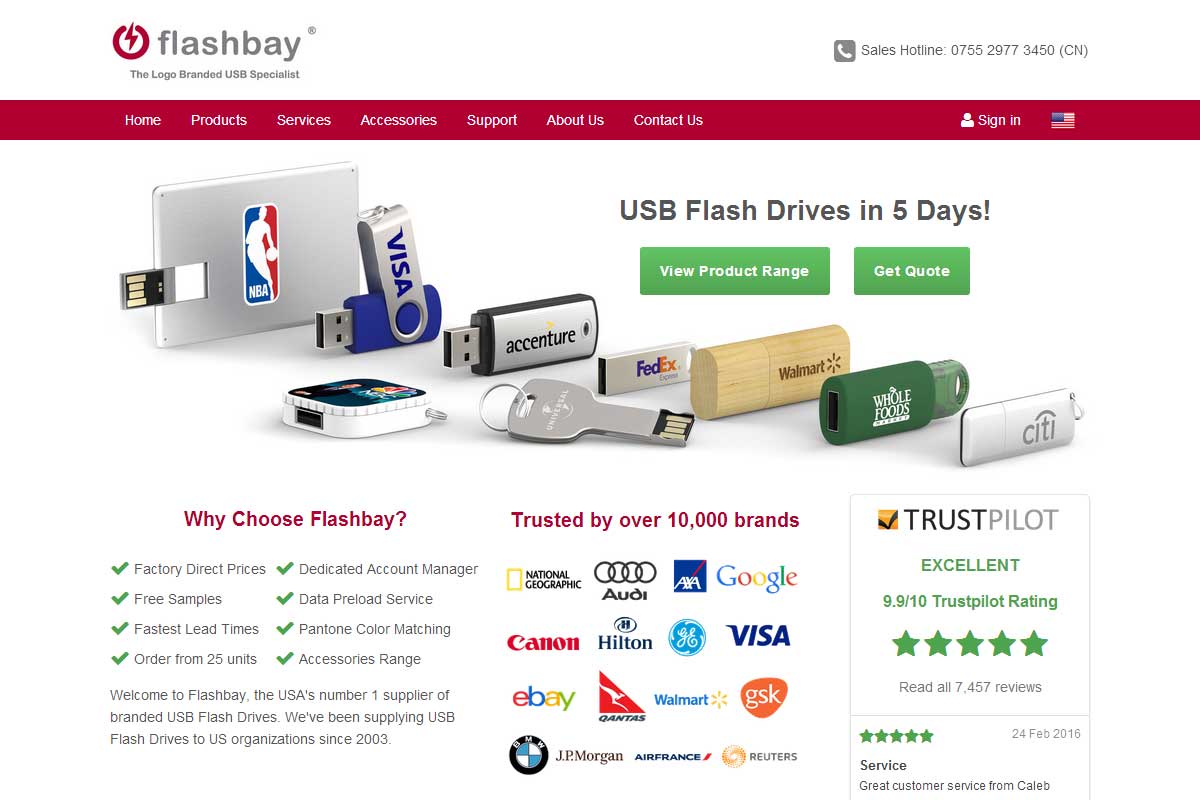 flashbay ®
The Logo Branded USB Specialist
Sales Hotline: 0755 2977 3450 (CN)
Home Products Services Accessories Support About Us Contact Us Sign in
USB Flash Drives in 5 Days!
View Product Range Get Quote
NBA
VISA
accenture
FedEx
Express
Walmart
UNIVERSAL
WHOLE
FOODS
MARKET
citi
Why Choose Flashbay?
Factory Direct Prices Dedicated Account Manager
Free Samples Data Preload Service
Fastest Lead Times Pantone Color Matching
Order from 25 units Accessories Range
Welcome to Flashbay, the USA's number 1 supplier of
branded USB Flash Drives. We've been supplying USB
Flash Drives to US organizations since 2003.
Trusted by over 10,000 brands
NATIONAL
GEOGRAPHIC
Audi
AXA
Google
Canon
Hilton
GE
VISA
ebay
QANTAS
Walmart
gsk
BMW
J.P.Morgan
AIRFRANCE
REUTERS
TRUSTPILOT
EXCELLENT
9.9/10 Trustpilot Rating
Read all 7,457 reviews
24 Feb 2016
Service
Great customer service from Caleb